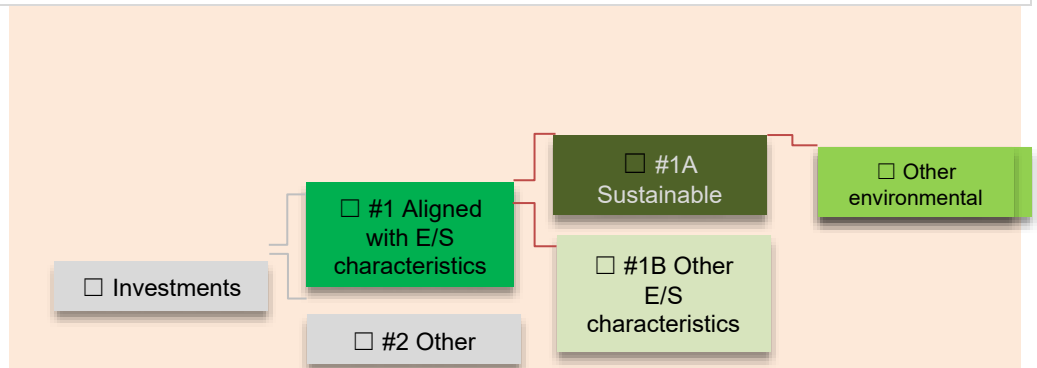 ☐ #1A
Sustainable
☐ Other
environmental
☐ #1 Aligned
with E/S
characteristics
☐ #1B Other
E/S
characteristics
☐ Investments
☐ #2 Other